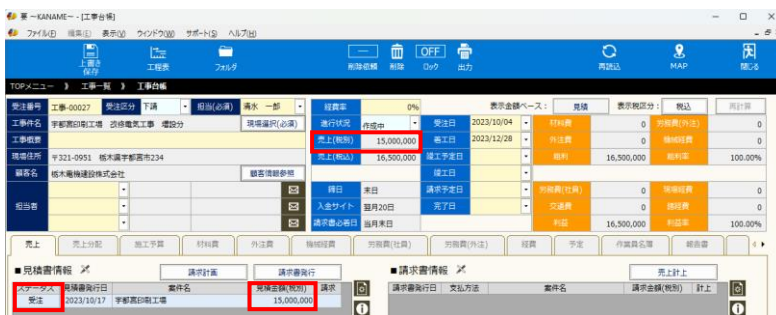 要 ーKANAMEー - [工事台帳]
ファイル(F) 編集(E) 表示(V) ウィンドウ(W) サポート(S) ヘルプ(H)
上書き保存 工程表 フォルダ 削除依頼 削除 OFF ロック 出力 再読込 MAP 閉じる
TOPメニュー 》 工事一覧 》 工事台帳
受注番号 工事-00027 受注区分 下請 担当(必須) 清水 一郎 経費率 0% 表示金額ベース: 見積 表示税区分: 税込 再計算
工事件名 宇都宮印刷工場 改修電気工事 増設分 現場選択(必須) 進行状況 作成中 受注日 2023/10/04 材料費 0 労務費(外注) 0
工事概要 売上(税別) 15,000,000 着工日 2023/12/28 外注費 0 機械経費 0
現場住所 〒321-0951 栃木県宇都宮市234 売上(税込) 16,500,000 竣工予定日 粗利 16,500,000 粗利率 100.00%
顧客名 栃木電機建設株式会社 顧客情報参照 竣工日
担当者 締日 末日 請求予定日 労務費(社員) 0 現場経費 0
入金サイト 翌月20日 完了日 交通費 0 諸経費 0
請求書必着日 当月末日 利益 16,500,000 利益率 100.00%
売上 売上分配 施工予算 材料費 外注費 機械経費 労務費(社員) 労務費(外注) 経費 予定 作業員名簿 報告書
■見積書情報 請求計画 請求書発行 ■請求書情報 売上計上
ステータス 見積書発行日 案件名 見積金額(税別) 請求 請求書発行日 支払方法 案件名 請求金額(税別) 計上
受注 2023/10/17 宇都宮印刷工場 15,000,000